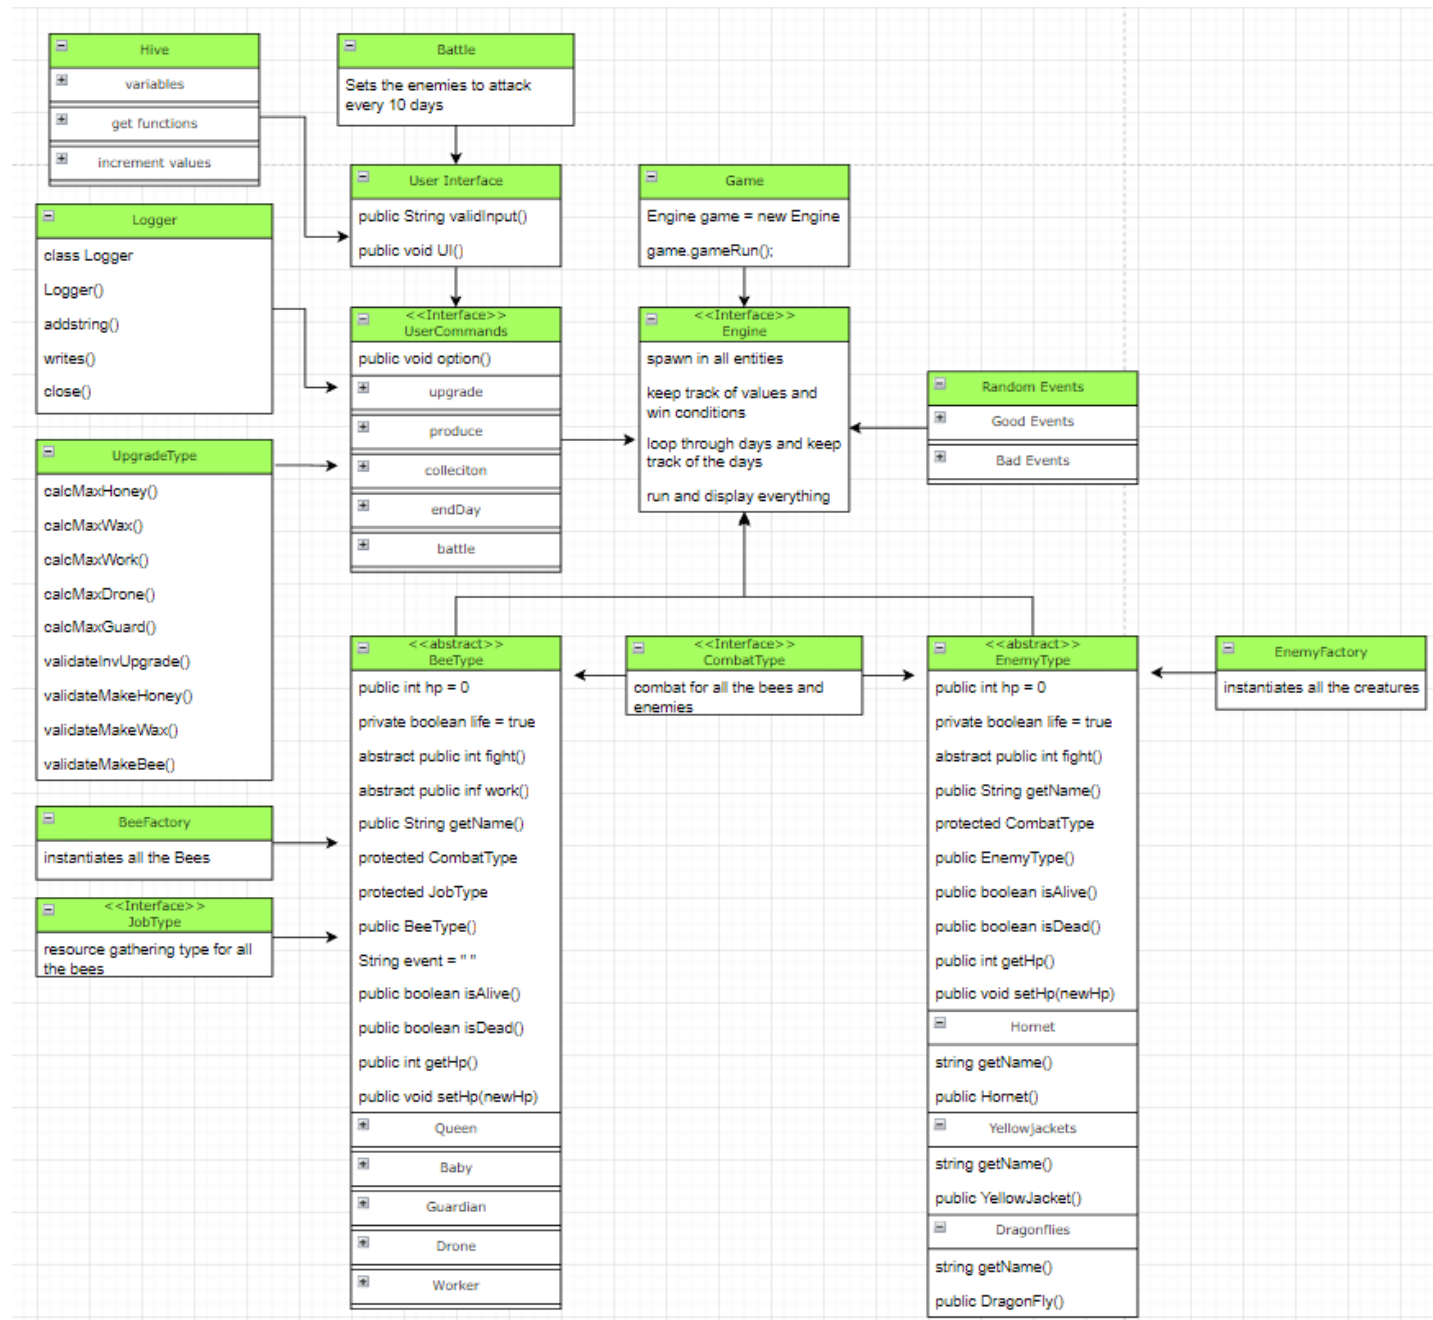 Hive
variables
get functions
increment values
Battle
Sets the enemies to attack
every 10 days
User Interface
public String validInput()
public void UI()
Game
Engine game = new Engine
game.gameRun();
Logger
class Logger
Logger()
addstring()
writes()
close()
<<Interface>>
UserCommands
public void option()
upgrade
produce
colleciton
endDay
battle
<<Interface>>
Engine
spawn in all entities
keep track of values and
win conditions
loop through days and keep
track of the days
run and display everything
Random Events
Good Events
Bad Events
UpgradeType
calcMaxHoney()
calcMaxWax()
calcMaxWork()
calcMaxDrone()
calcMaxGuard()
validateInvUpgrade()
validateMakeHoney()
validateMakeWax()
validateMakeBee()
BeeFactory
instantiates all the Bees
<<Interface>>
JobType
resource gathering type for all
the bees
<<abstract>>
BeeType
public int hp = 0
private boolean life = true
abstract public int fight()
abstract public inf work()
public String getName()
protected CombatType
protected JobType
public BeeType()
String event = " "
public boolean isAlive()
public boolean isDead()
public int getHp()
public void setHp(newHp)
Queen
Baby
Guardian
Drone
Worker
<<Interface>>
CombatType
combat for all the bees and
enemies
<<abstract>>
EnemyType
public int hp = 0
private boolean life = true
abstract public int fight()
public String getName()
protected CombatType
public EnemyType()
public boolean isAlive()
public boolean isDead()
public int getHp()
public void setHp(newHp)
Hornet
string getName()
public Hornet()
Yellowjackets
string getName()
public YellowJacket()
Dragonflies
string getName()
public DragonFly()
EnemyFactory
instantiates all the creatures